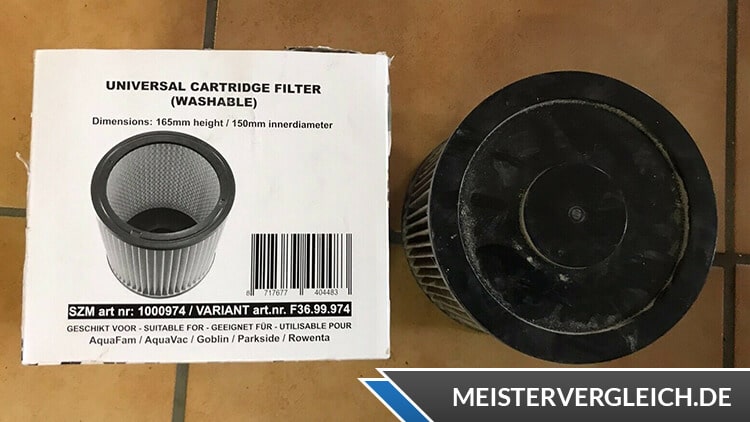 UNIVERSAL CARTRIDGE FILTER
(WASHABLE)
Dimensions: 165mm height / 150mm innerdiameter
8 717677 404483
SZM art nr: 1000974 / VARIANT art.nr. F36.99.974
GESCHIKT VOOR - SUITABLE FOR - GEEIGNET FÜR - UTILISABLE POUR
AquaFam / AquaVac / Goblin / Parkside / Rowenta
MEISTERVERGLEICH.DE